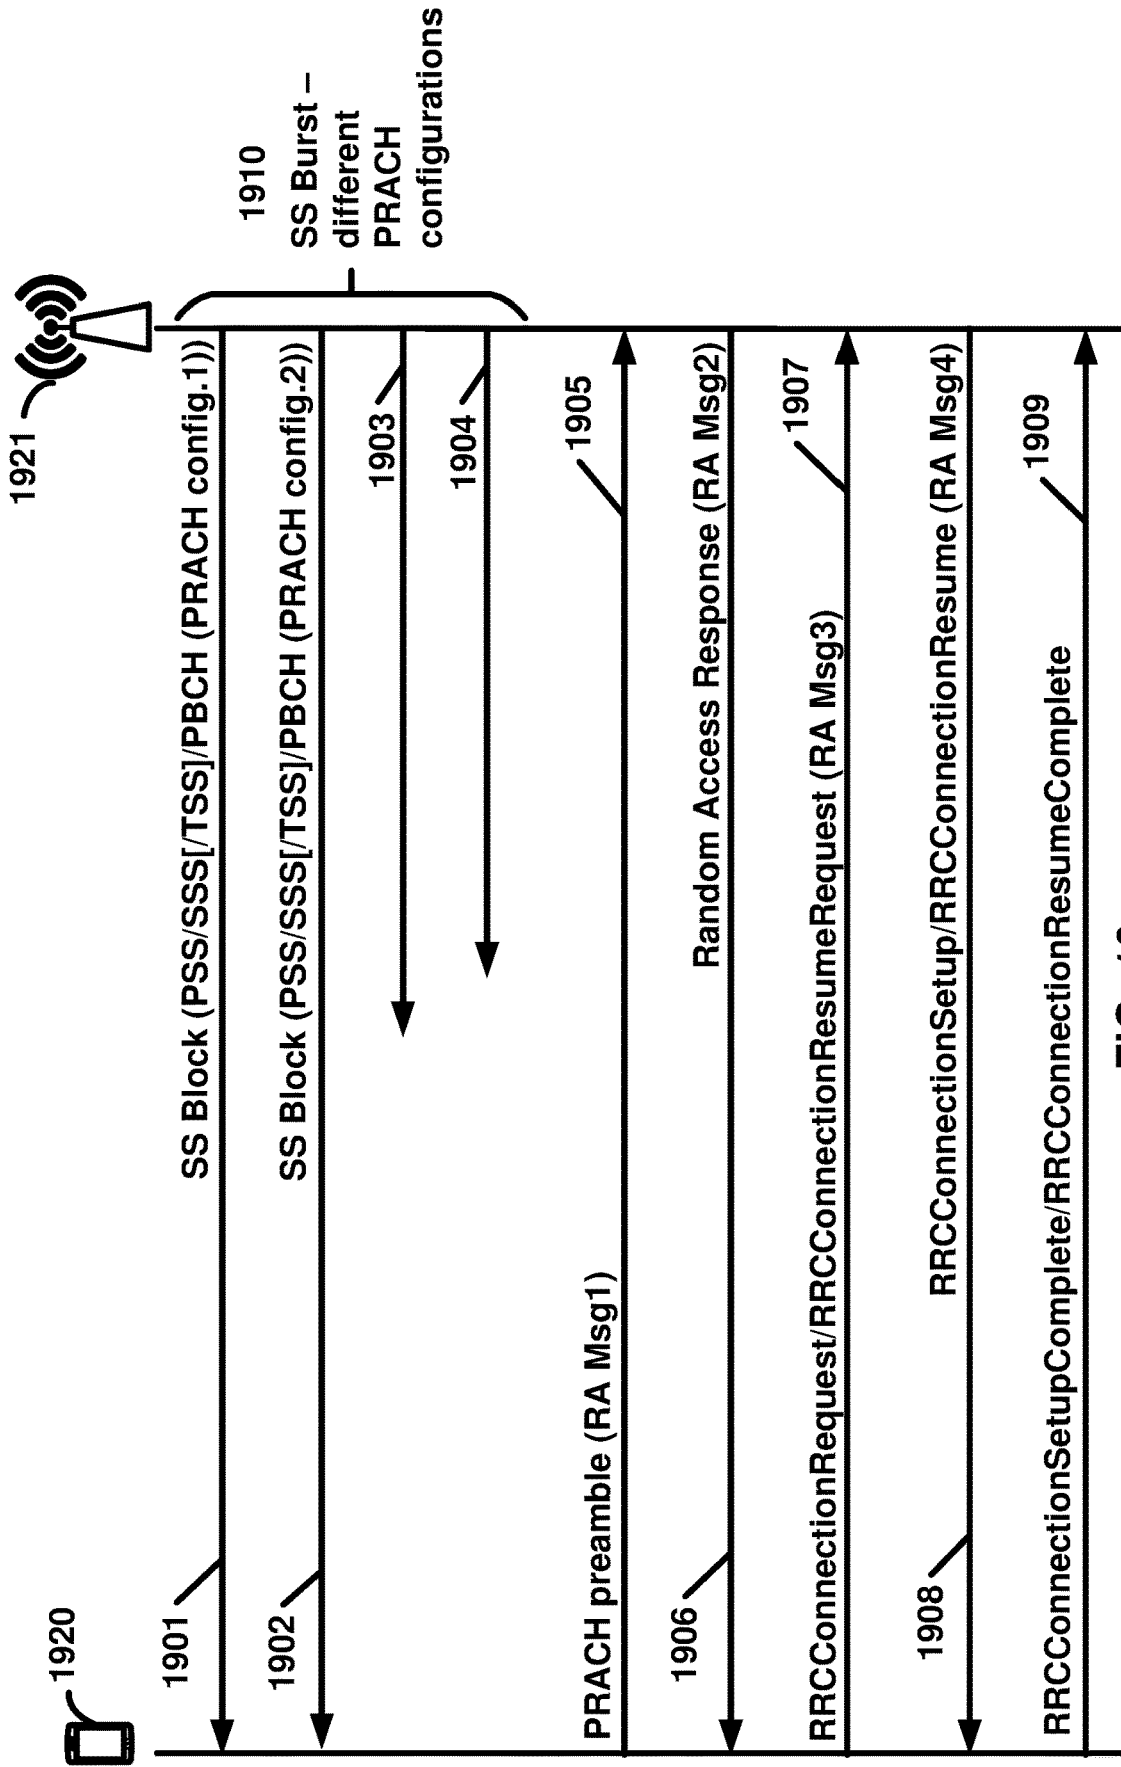 1920
1921
SS Block (PSS/SSS[/TSS]/PBCH (PRACH config.1))
1901
SS Block (PSS/SSS[/TSS]/PBCH (PRACH config.2))
1902
1903
1904
1910
SS Burst –
different
PRACH
configurations
PRACH preamble (RA Msg1)
1905
Random Access Response (RA Msg2)
1906
RRCConnectionRequest/RRCConnectionResumeRequest (RA Msg3)
1907
RRCConnectionSetup/RRCConnectionResume (RA Msg4)
1908
RRCConnectionSetupComplete/RRCConnectionResumeComplete
1909